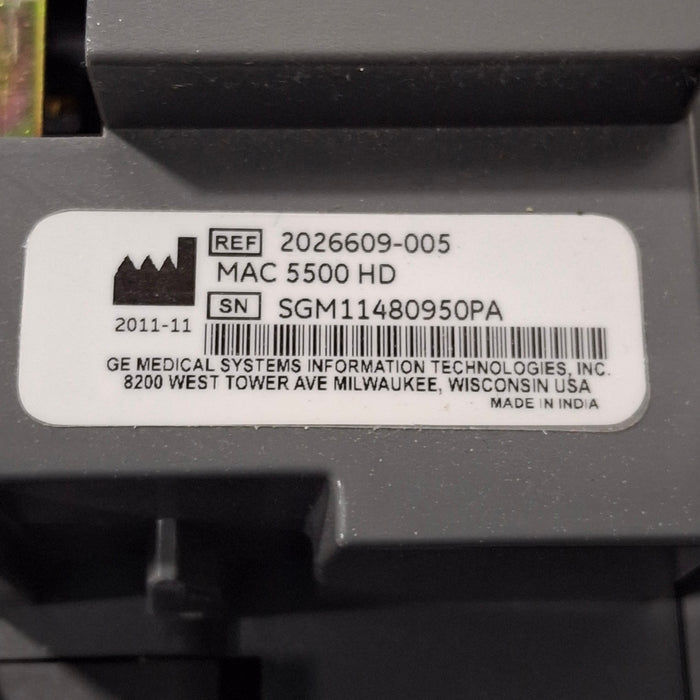 REF 2026609-005
MAC 5500 HD
SN SGM11480950PA
2011-11
GE MEDICAL SYSTEMS INFORMATION TECHNOLOGIES, INC.
8200 WEST TOWER AVE MILWAUKEE, WISCONSIN USA
MADE IN INDIA